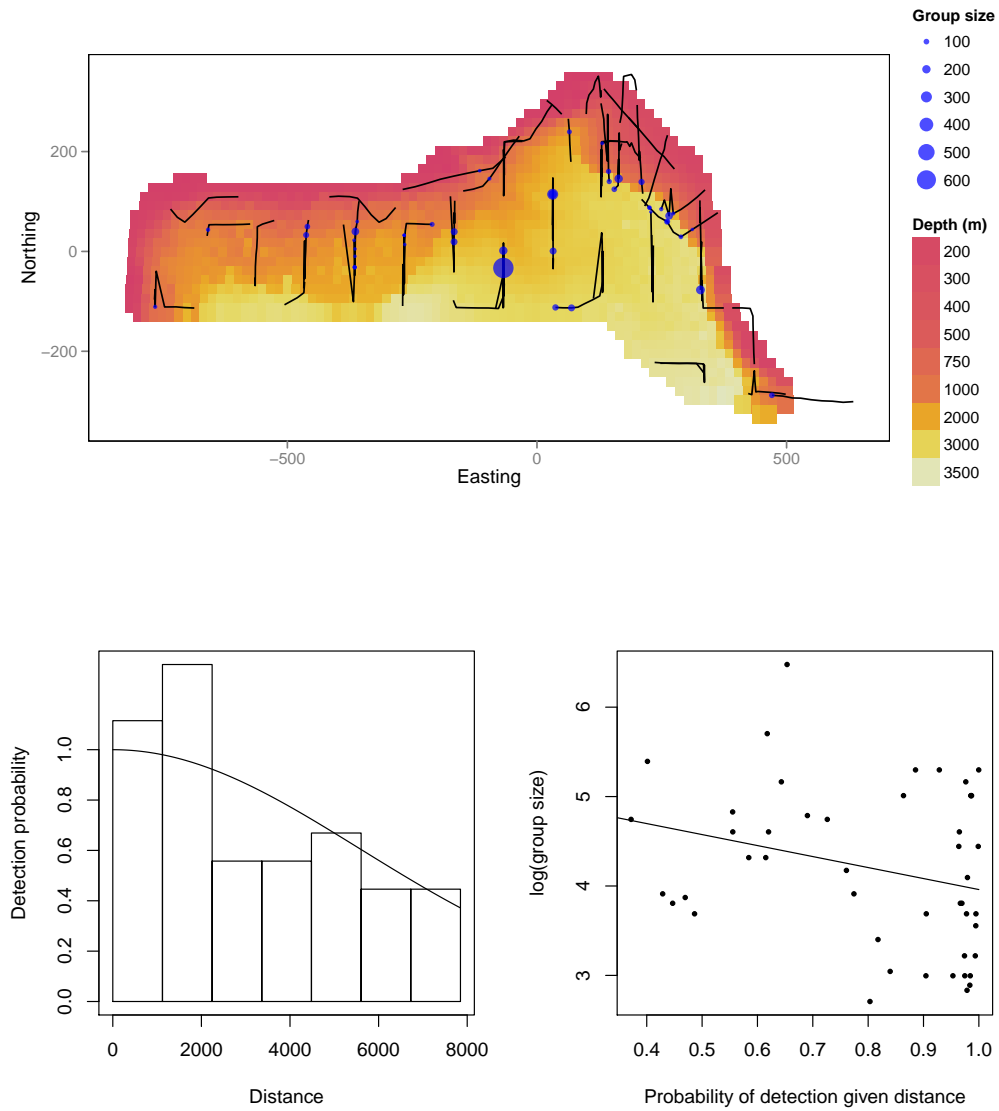 Group size
100
200
300
400
500
600
Depth (m)
200
300
400
500
750
1000
2000
3000
3500
Northing
200
0
−200
−500 0 500
Easting
Detection probability
1.0
0.8
0.6
0.4
0.2
0.0
0 2000 4000 6000 8000
Distance
log(group size)
6
5
4
3
0.4 0.5 0.6 0.7 0.8 0.9 1.0
Probability of detection given distance